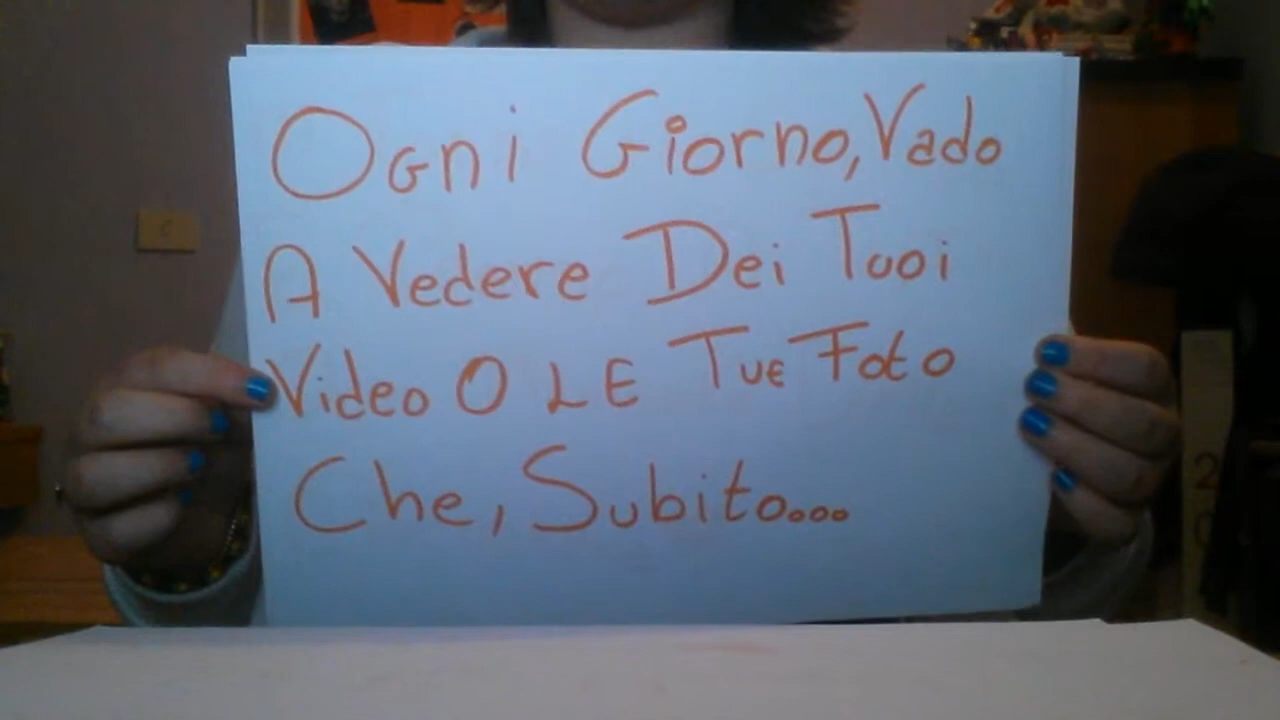 Ogni Giorno, Vado
A Vedere Dei Tuoi
Video O LE TuE Foto
Che, Subito...